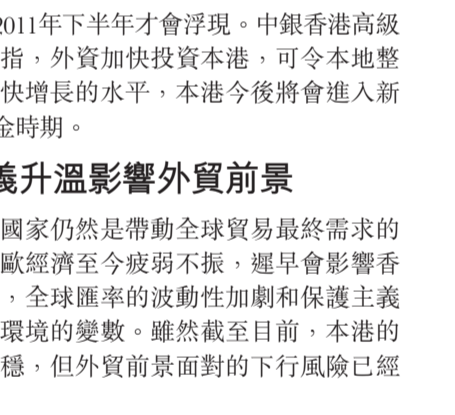 2011年下半年才會浮現。中銀香港高級
指，外資加快投資本港，可令本地整
快增長的水平，本港今後將會進入新
金時期。
義升溫影響外貿前景
國家仍然是帶動全球貿易最終需求的
歐經濟至今疲弱不振，遲早會影響香
，全球匯率的波動性加劇和保護主義
環境的變數。雖然截至目前，本港的
穩，但外貿前景面對的下行風險已經